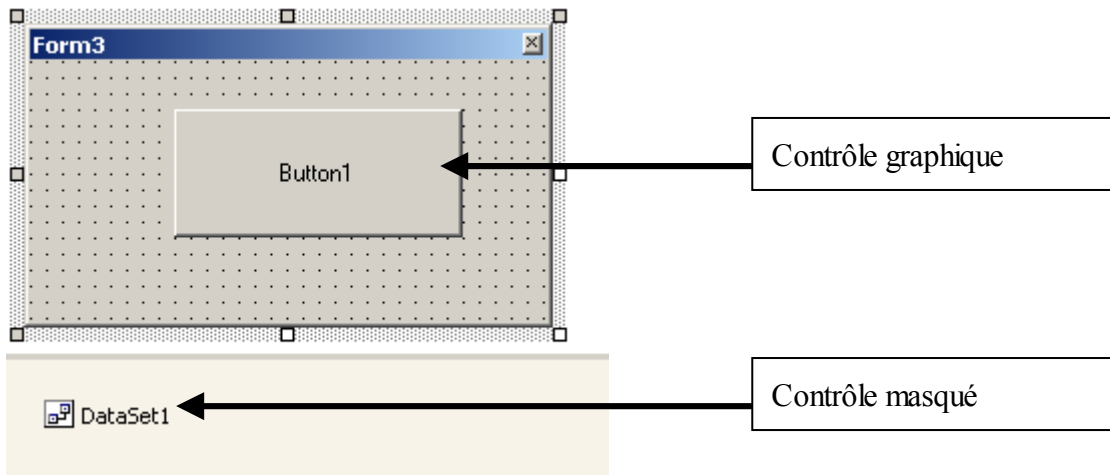 Form3
Button1
Contrôle graphique
DataSet1
Contrôle masqué